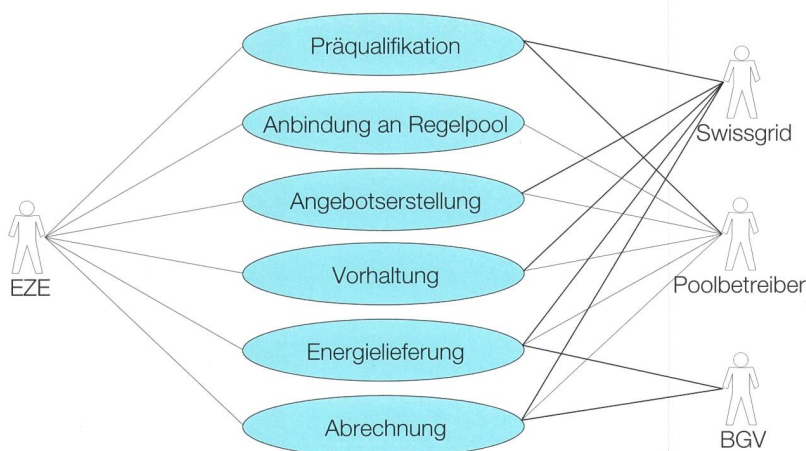 Präqualifikation
Anbindung an Regelpool
Angebotserstellung
Vorhaltung
Energielieferung
Abrechnung
EZE
Swissgrid
Poolbetreiber
BGV